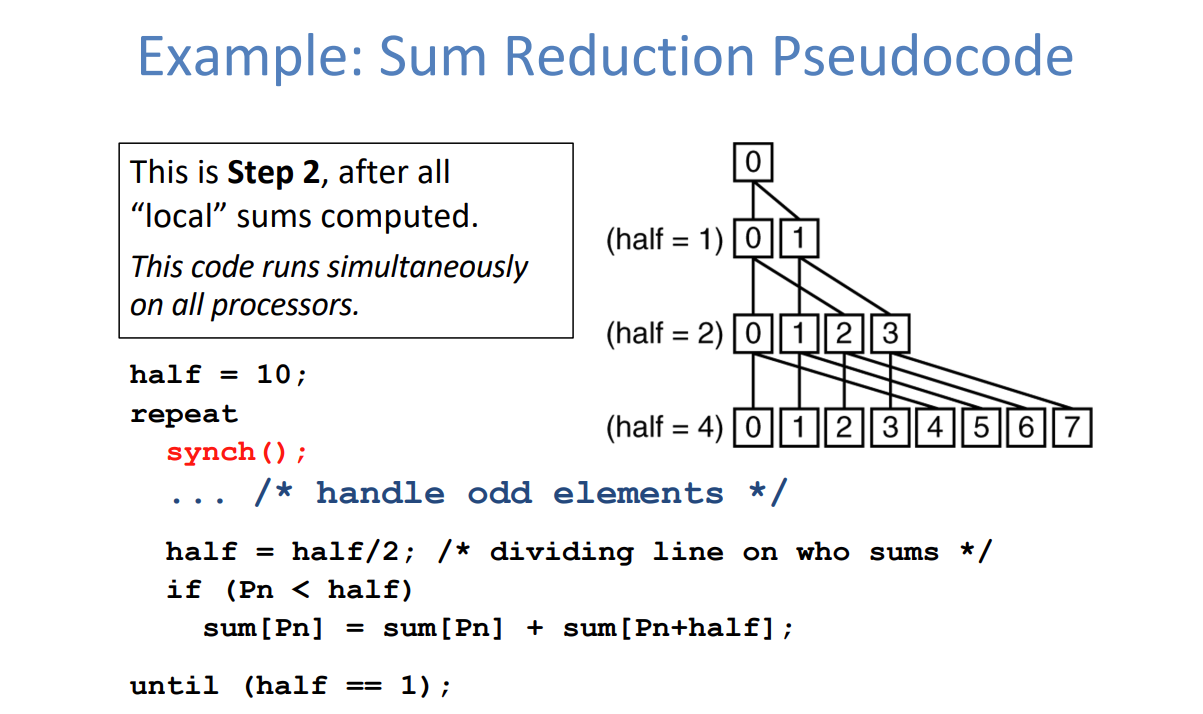 Example: Sum Reduction Pseudocode
This is Step 2, after all
“local” sums computed.
This code runs simultaneously
on all processors.
0
(half = 1) 0 1
(half = 2) 0 1 2 3
(half = 4) 0 1 2 3 4 5 6 7
half = 10;
repeat
synch();
... /* handle odd elements */
half = half/2; /* dividing line on who sums */
if (Pn < half)
sum[Pn] = sum[Pn] + sum[Pn+half];
until (half == 1);